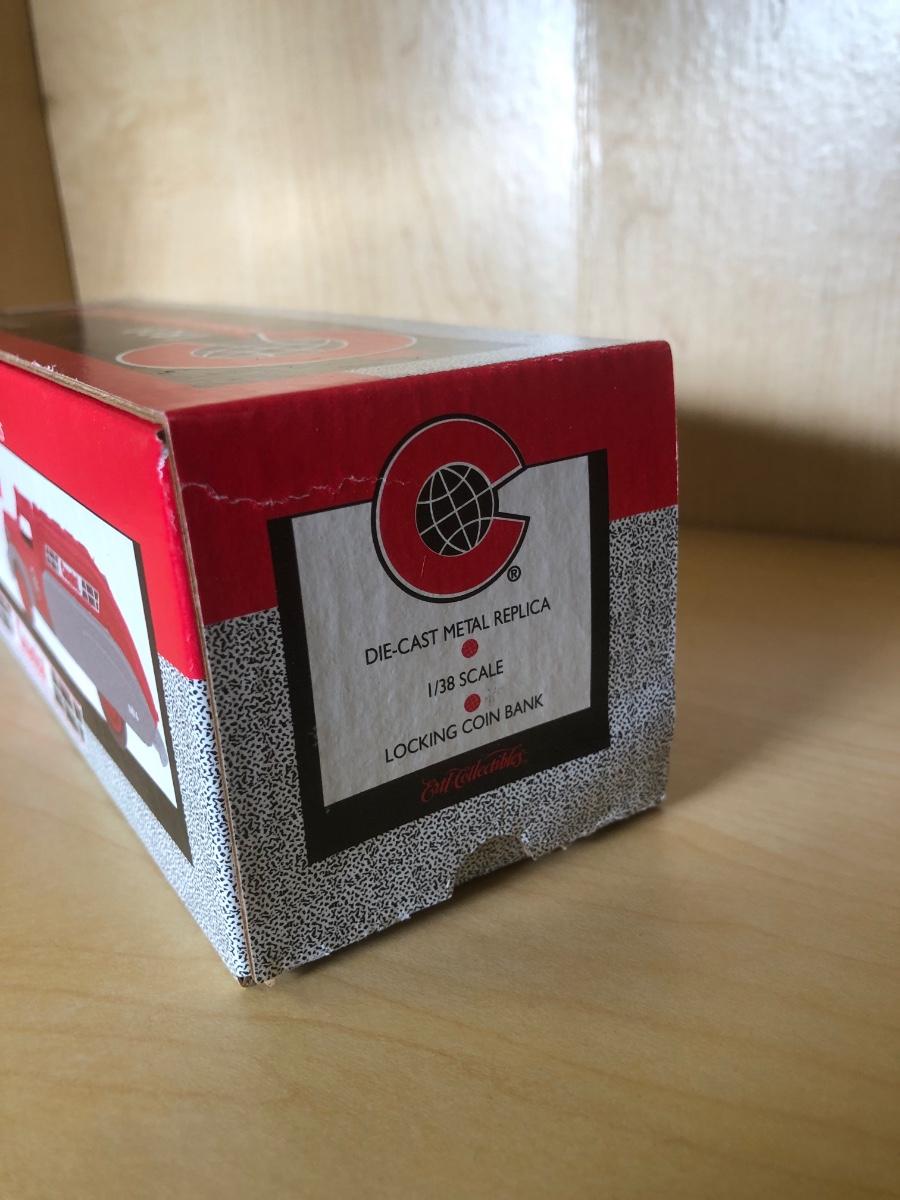 C
®
DIE-CAST METAL REPLICA
1/38 SCALE
LOCKING COIN BANK
Ertl Collectibles